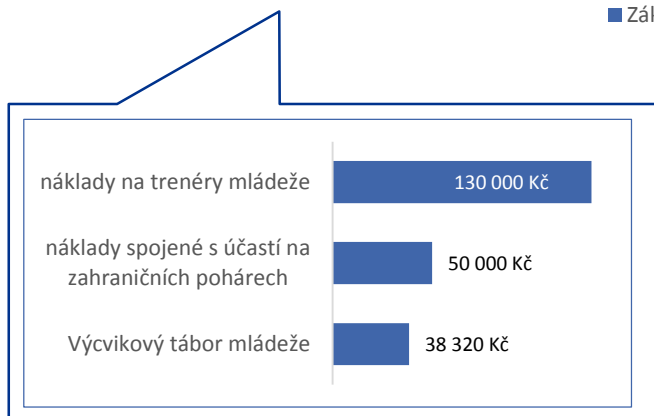 náklady na trenéry mládeže
130 000 Kč
náklady spojené s účastí na
zahraničních pohárech
50 000 Kč
Výcvikový tábor mládeže
38 320 Kč